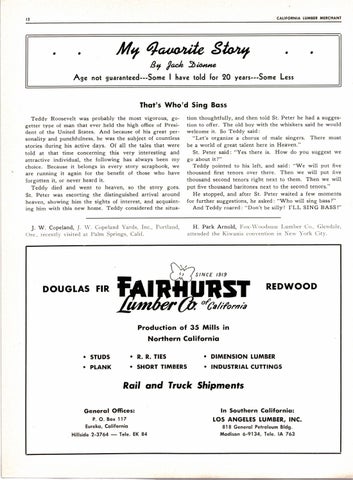 12
CALIFORNIA LUMBER MERCHANT
My Favorite Story
By Jack Dionne
Age not guaranteed---Some I have told for 20 years---Some Less
That's Who'd Sing Bass
Teddy Roosevelt was probably the most vigorous, go-
getter type of man that ever held the high office of Presi-
dent of the United States. And because of his great per-
sonality and punchfulness, he was the subject of countless
stories during his active days. Of all the tales that were
told at that time concerning this very interesting and
attractive individual, the following has always been my
choice. Because it belongs in every story scrapbook, we
are running it again for the benefit of those who have
forgotten it, or never heard it.
Teddy died and went to heaven, so the story goes.
St. Peter was escorting the distinguished arrival around
heaven, showing him the sights of interest, and acquaint-
ing him with this new home. Teddy considered the situa-
tion thoughtfully, and then told St. Peter he had a sugges-
tion to offer. The old boy with the whiskers said he would
welcome it. So Teddy said:
"Let's organize a chorus of male singers. There must
be a world of great talent here in Heaven."
St. Peter said: "Yes there is. How do you suggest we
go about it?"
Teddy pointed to his left, and said: "We will put five
thousand first tenors over there. Then we will put five
thousand second tenors right next to them. Then we will
put five thousand baritones next to the second tenors."
He stopped, and after St. Peter waited a few moments
for further suggestions, he asked: "Who will sing bass?"
And Teddy roared: "Don't be silly! I'LL SING BASS!"
J. W. Copeland, J. W. Copeland Yards, Inc., Portland,
Ore., recently visited at Palm Springs, Calif.
H. Park Arnold, Fox-Woodsum Lumber Co., Glendale,
attended the Kiwanis convention in New York City.
SINCE 1919
DOUGLAS FIR FAIRHURST REDWOOD
Lumber Co. of California
Production of 35 Mills in
Northern California
• STUDS • R. R. TIES • DIMENSION LUMBER
• PLANK • SHORT TIMBERS • INDUSTRIAL CUTTINGS
Rail and Truck Shipments
General Offices:
P. O. Box 117
Eureka, California
Hillside 2-3764 — Tele. EK 84
In Southern California:
LOS ANGELES LUMBER, INC.
818 General Petroleum Bldg.
Madison 6-9134, Tele. LA 763